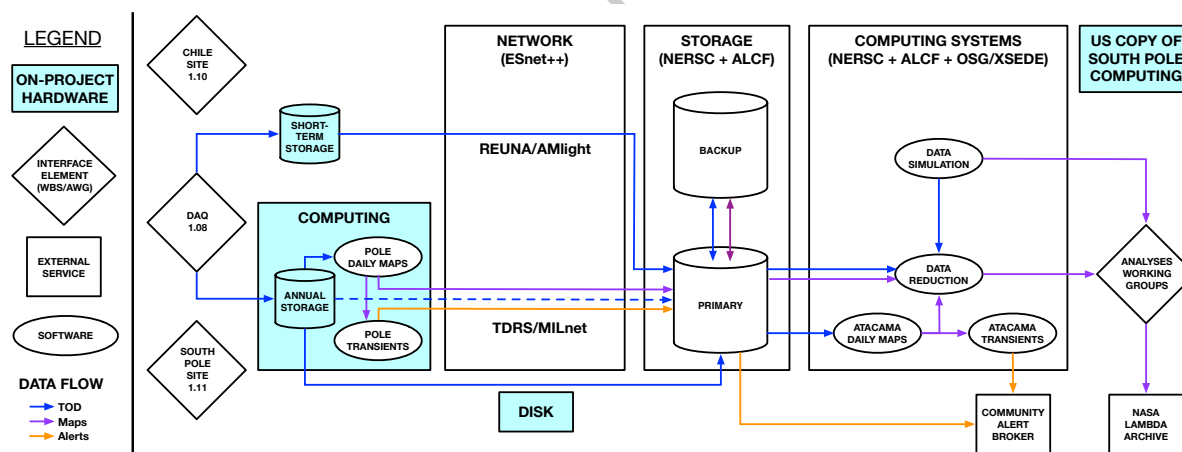 LEGEND
ON-PROJECT
HARDWARE
INTERFACE
ELEMENT
(WBS/AWG)
EXTERNAL
SERVICE
SOFTWARE
DATA FLOW
TOD
Maps
Alerts
CHILE
SITE
1.10
DAQ
1.08
SOUTH
POLE
SITE
1.11
SHORT-
TERM
STORAGE
COMPUTING
POLE
DAILY MAPS
ANNUAL
STORAGE
POLE
TRANSIENTS
NETWORK
(ESnet++)
REUNA/AMlight
TDRS/MILnet
DISK
STORAGE
(NERSC + ALCF)
BACKUP
PRIMARY
COMPUTING SYSTEMS
(NERSC + ALCF + OSG/XSEDE)
DATA
SIMULATION
DATA
REDUCTION
ATACAMA
DAILY MAPS
ATACAMA
TRANSIENTS
COMMUNITY
ALERT
BROKER
US COPY OF
SOUTH POLE
COMPUTING
ANALYSES
WORKING
GROUPS
NASA
LAMBDA
ARCHIVE